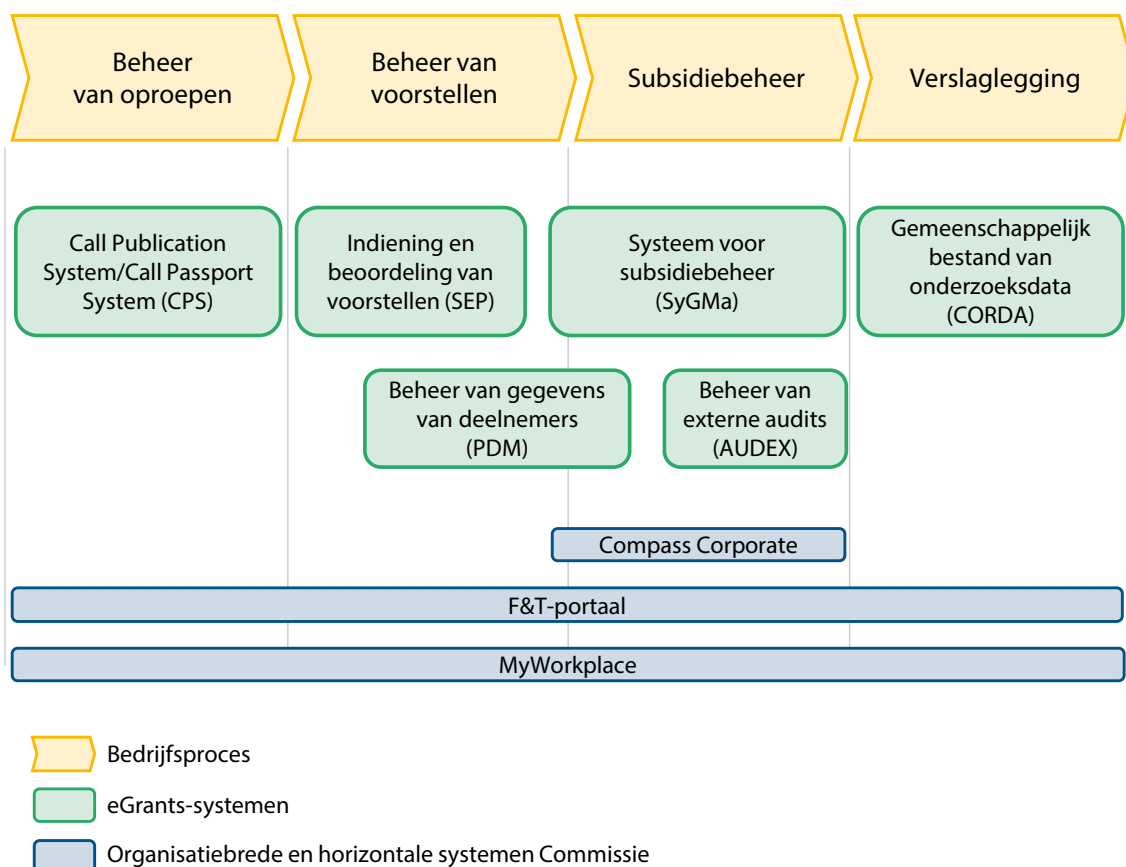 Beheer
van oproepen
Beheer van
voorstellen
Subsidiebeheer
Verslaglegging
Call Publication
System/Call Passport
System (CPS)
Indiening en
beoordeling van
voorstellen (SEP)
Systeem voor
subsidiebeheer
(SyGMa)
Gemeenschappelijk
bestand van
onderzoeksdata
(CORDA)
Beheer van gegevens
van deelnemers
(PDM)
Beheer van
externe audits
(AUDEX)
Compass Corporate
F&T-portaal
MyWorkplace
Bedrijfsproces
eGrants-systemen
Organisatiebrede en horizontale systemen Commissie